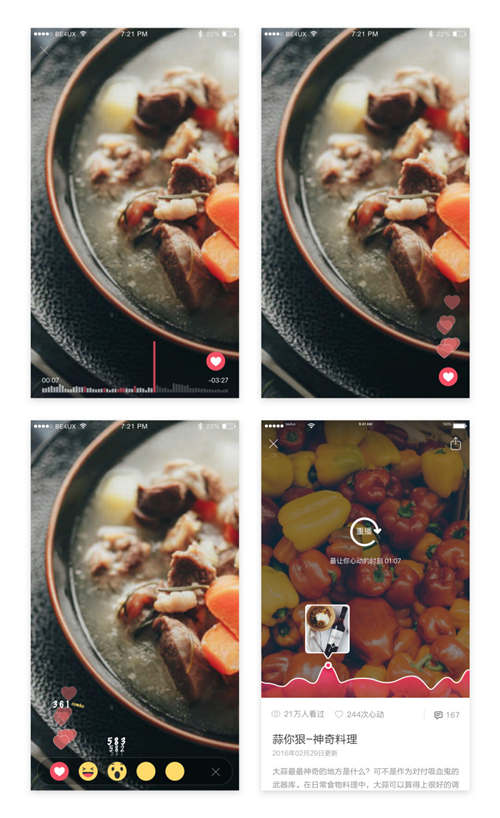 BE4UX 7:21 PM 22%
00:07 -03:27
BE4UX 7:21 PM 22%
BE4UX 7:21 PM 22%
361 combo
重播
最让你心动的时刻 01:07
21万人看过 244次心动 167
蒜你狠-神奇料理
2016年02月29日更新
大蒜最最神奇的地方是什么？可不是作为对付吸血鬼的
武器库。在日常食物料理中，大蒜可以算得上很好的调